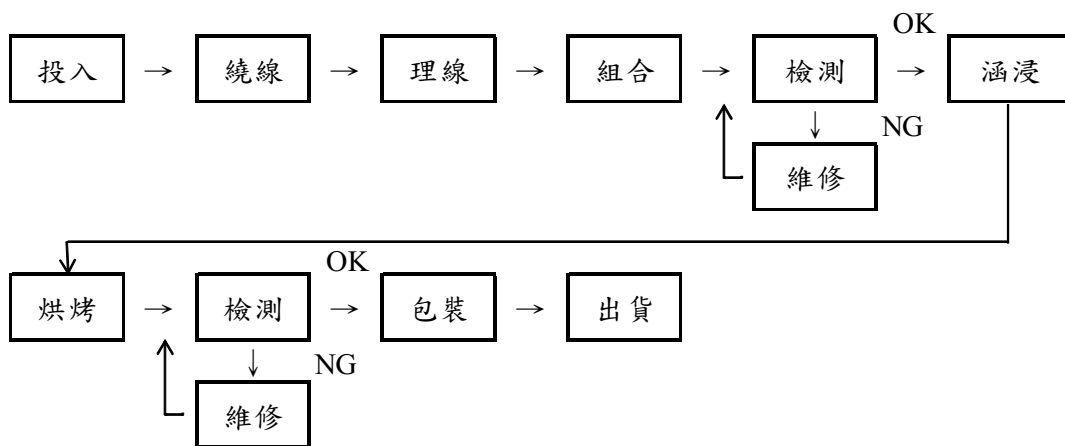 OK
投入 → 繞線 → 理線 → 組合 → 檢測 → 涵浸
↓ NG
維修
OK
烘烤 → 檢測 → 包裝 → 出貨
↓ NG
維修